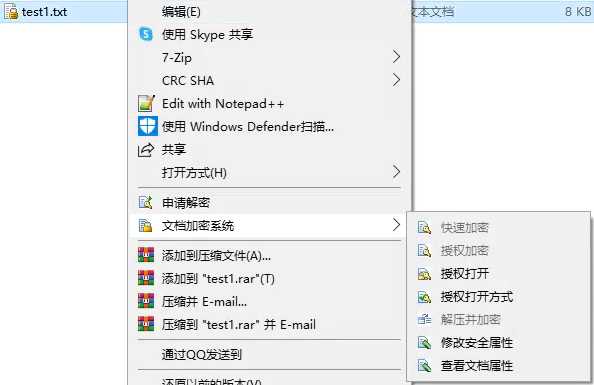 test1.txt
文本文档 8 KB
编辑(E)
使用 Skype 共享
7-Zip
CRC SHA
Edit with Notepad++
使用 Windows Defender扫描...
共享
打开方式(H)
申请解密
文档加密系统
添加到压缩文件(A)...
添加到 "test1.rar"(T)
压缩并 E-mail...
压缩到 "test1.rar" 并 E-mail
通过QQ发送到
还原以前的版本(V)
快速加密
授权加密
授权打开
授权打开方式
解压并加密
修改安全属性
查看文档属性